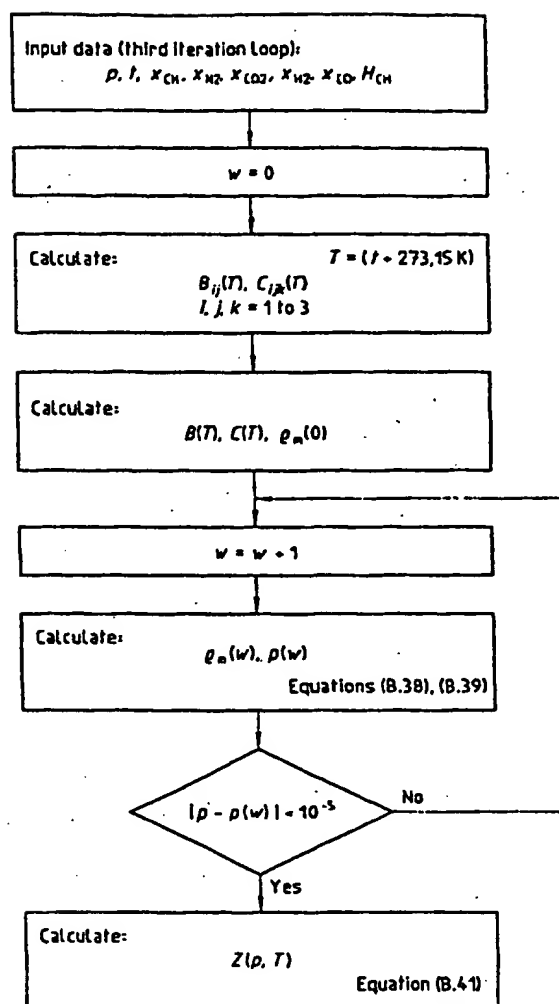 Input data (third iteration loop):
p, t, x_CH, x_N2, x_CO2, x_H2, x_CO, H_CH
w = 0
Calculate: T = (t + 273,15 K)
B_ij(T), C_ijk(T)
i, j, k = 1 to 3
Calculate:
B(T), C(T), ϱ_m(0)
w = w + 1
Calculate:
ϱ_m(w), p(w)
Equations (B.38), (B.39)
|p - p(w)| < 10^-5
No
Yes
Calculate:
Z(p, T)
Equation (B.41)